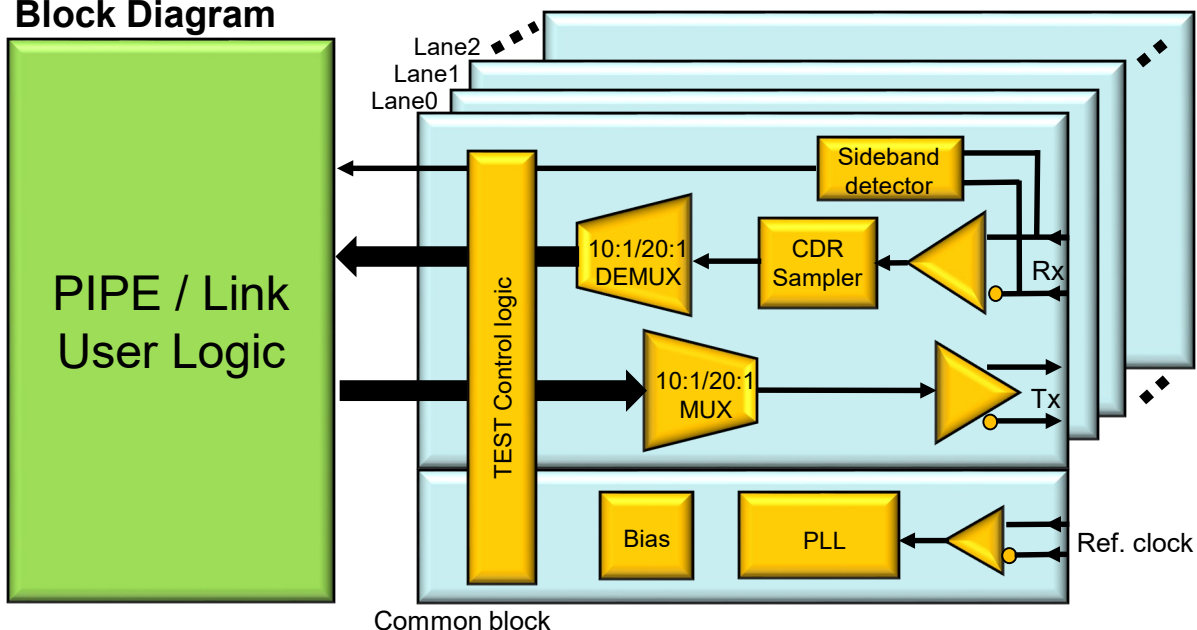 Block Diagram
Lane2
Lane1
Lane0
Sideband
detector
10:1/20:1
DEMUX
CDR
Sampler
Rx
PIPE / Link
User Logic
TEST Control logic
10:1/20:1
MUX
Tx
Bias
PLL
Ref. clock
Common block